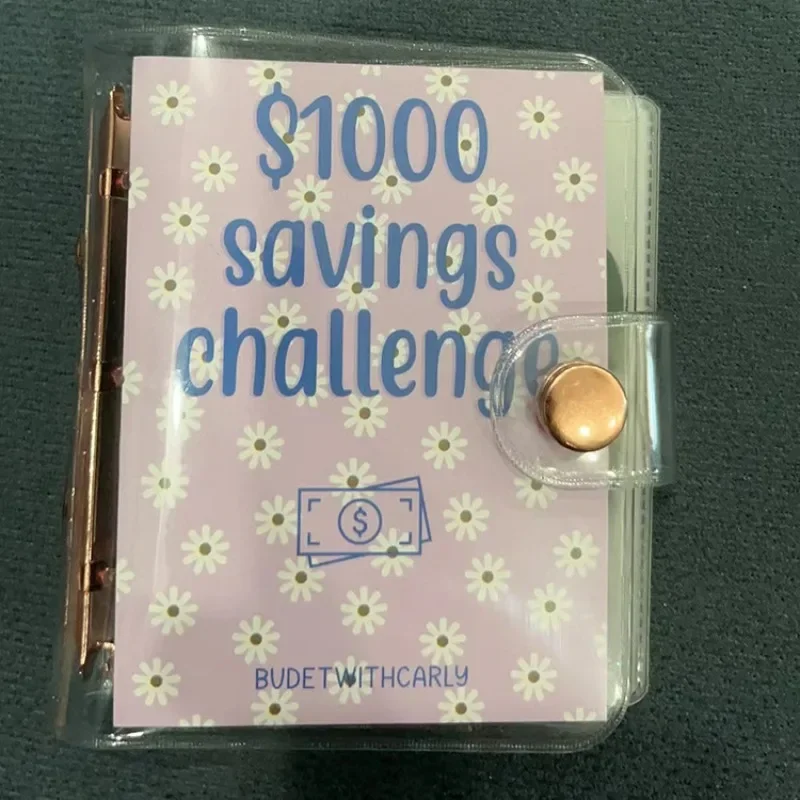 $1000
savings
challenge
$
BUDETWITHCARLY